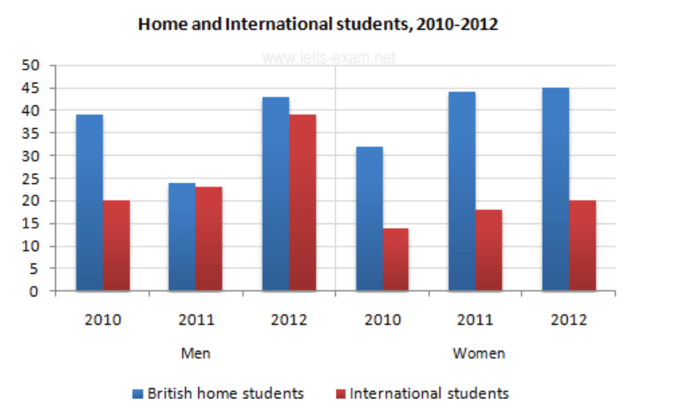 Home and International students, 2010-2012
www.ielts-exam.net
50
45
40
35
30
25
20
15
10
5
0
2010 2011 2012 2010 2011 2012
Men Women
British home students International students